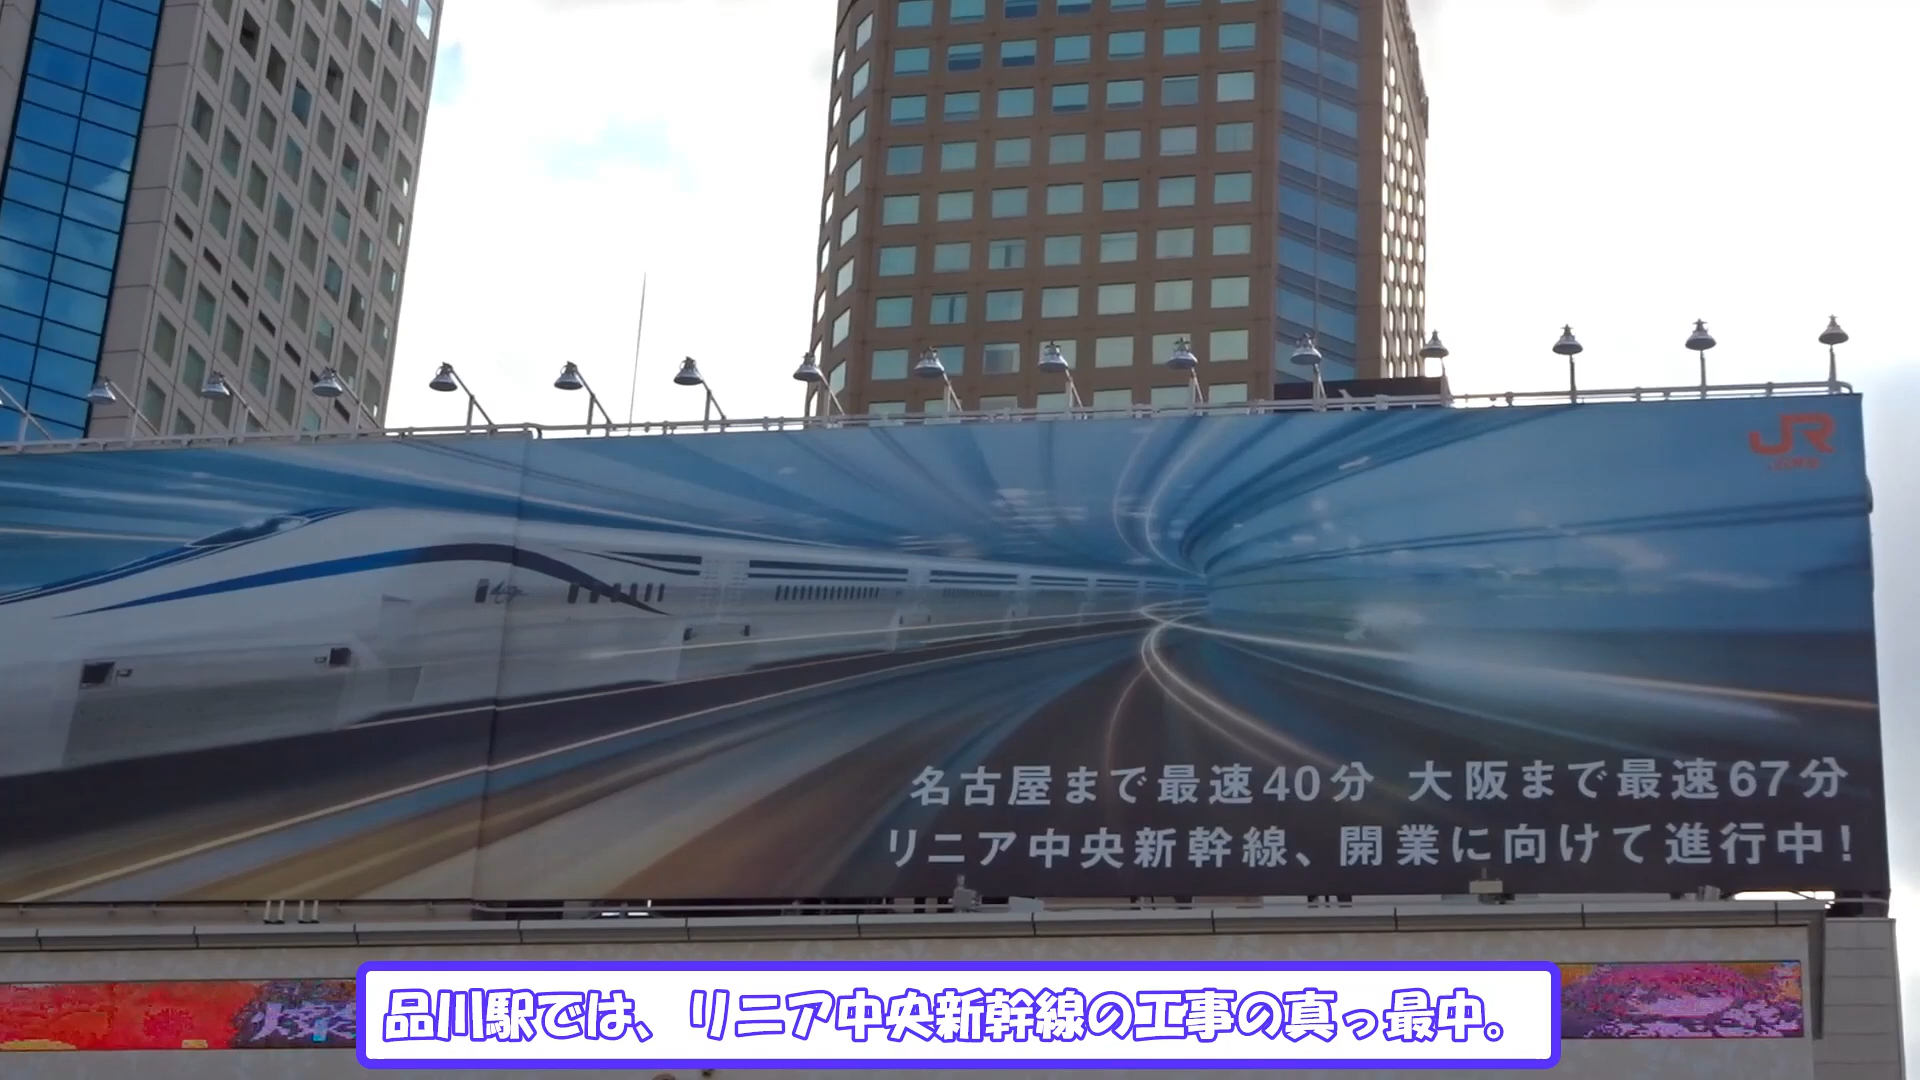 JR
名古屋まで最速40分 大阪まで最速67分
リニア中央新幹線、開業に向けて進行中!
品川駅では、リニア中央新幹線の工事の真っ最中。